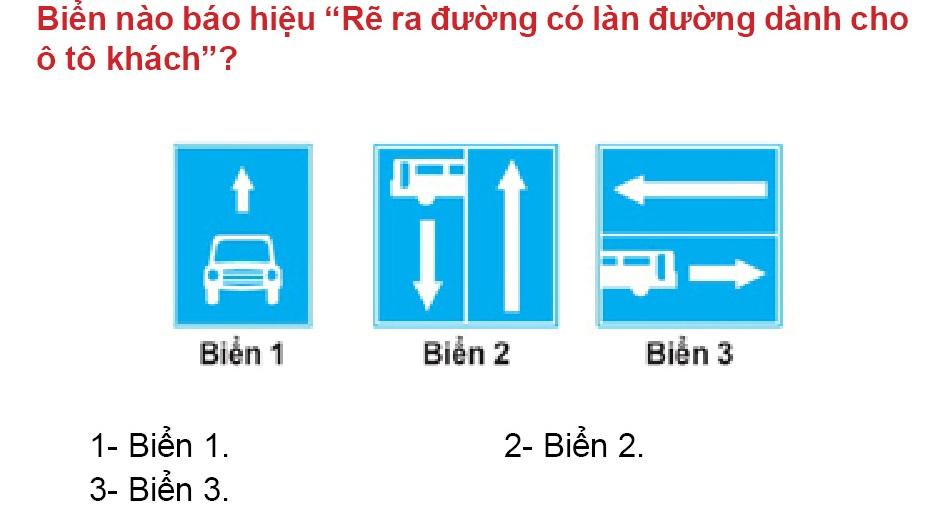 Biển nào báo hiệu “Rẽ ra đường có làn đường dành cho
ô tô khách”?
Biển 1
Biển 2
Biển 3
1- Biển 1.
2- Biển 2.
3- Biển 3.